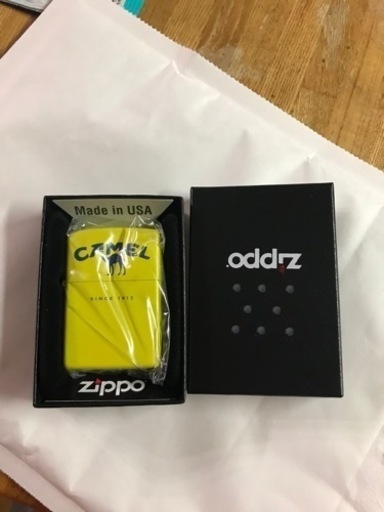 Made in USA
CAMEL
SINCE 1913
zippo
zippo